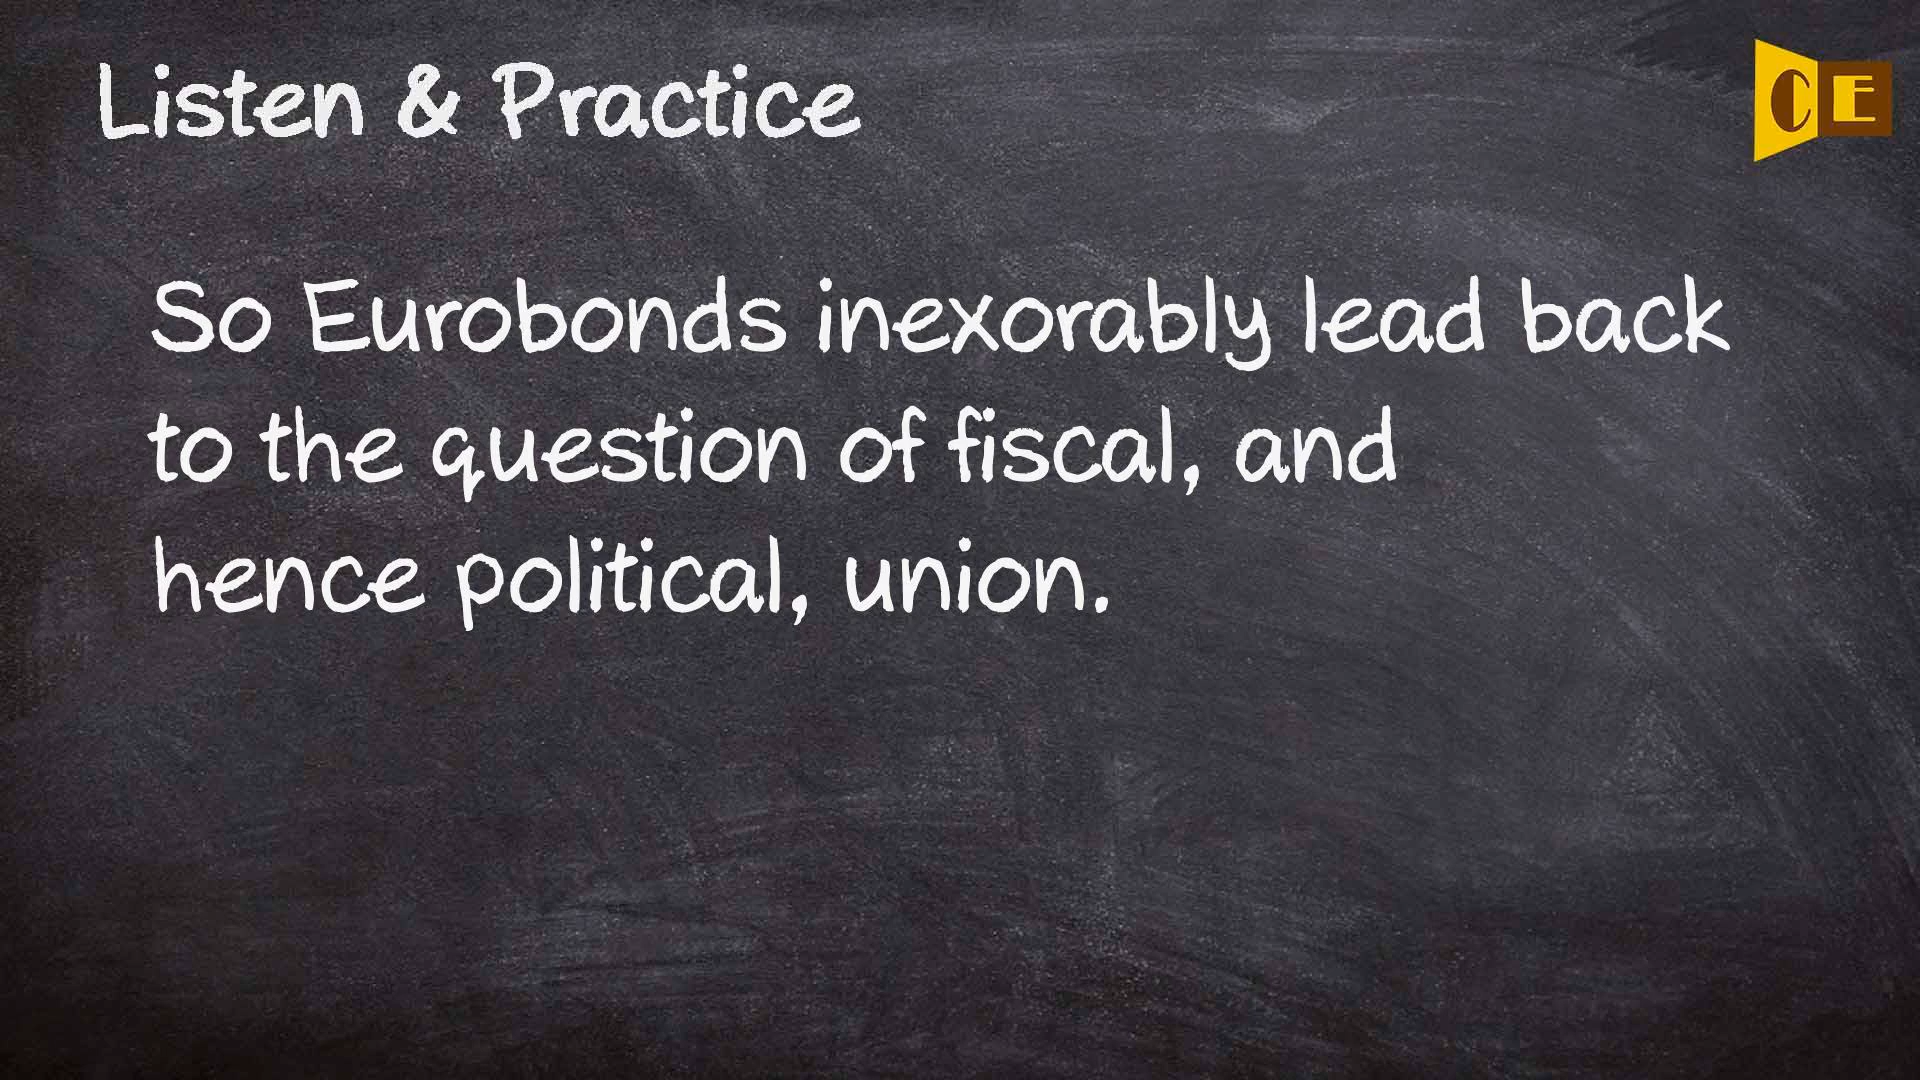 Listen & Practice
CE
So Eurobonds inexorably lead back
to the question of fiscal, and
hence political, union.